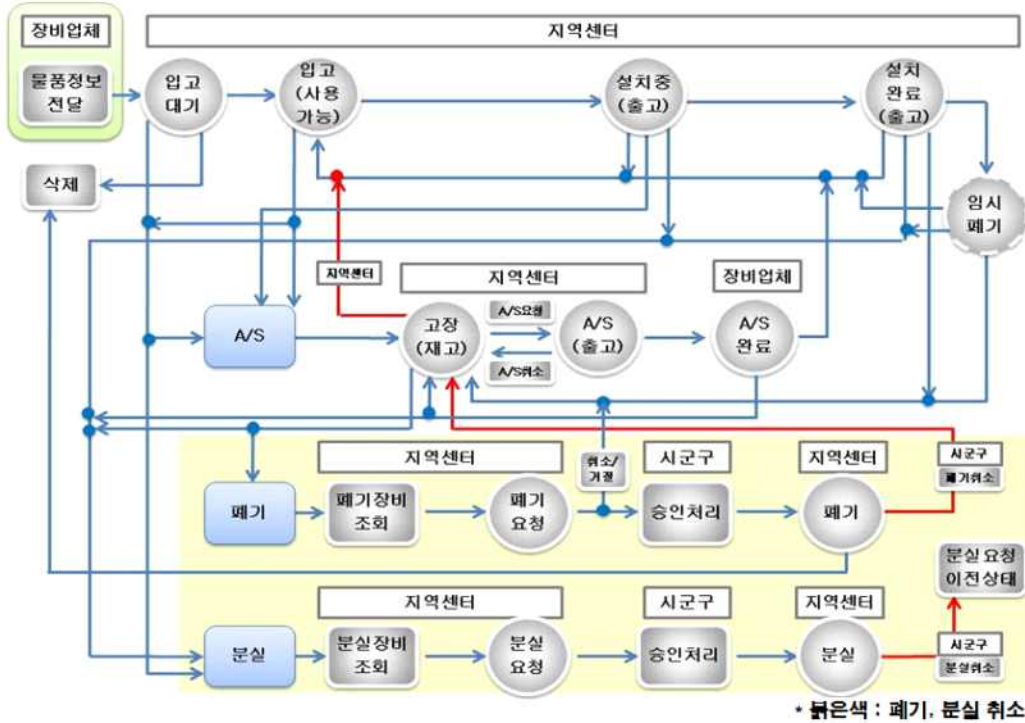 장비업체
지역센터
물품정보
전달
입고
대기
입고
(사용
가능)
설치중
(출고)
설치
완료
(출고)
삭제
임시
폐기
지역센터
지역센터
장비업체
A/S
고장
(재고)
A/S요청
A/S취소
A/S
(출고)
A/S
완료
지역센터
취소/
거절
시군구
지역센터
시군구
폐기취소
폐기
폐기장비
조회
폐기
요청
승인처리
폐기
분실요청
이전상태
지역센터
시군구
지역센터
분실
분실장비
조회
분실
요청
승인처리
분실
시군구
분실취소
* 붉은색 : 폐기, 분실 취소